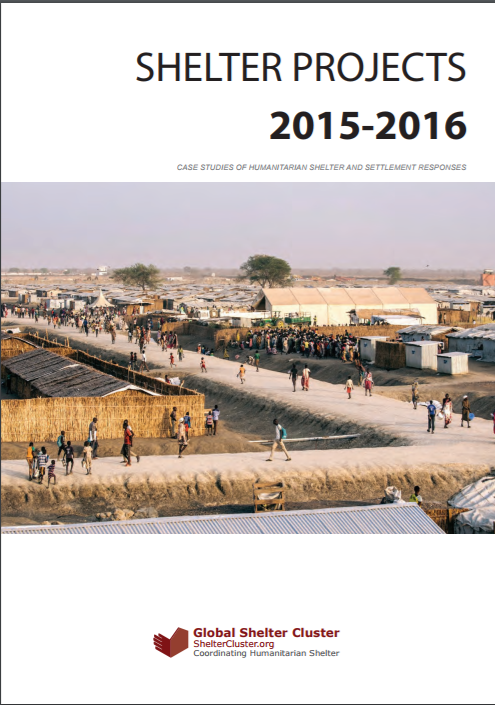 SHELTER PROJECTS
2015-2016
CASE STUDIES OF HUMANITARIAN SHELTER AND SETTLEMENT RESPONSES
Global Shelter Cluster
ShelterCluster.org
Coordinating Humanitarian Shelter